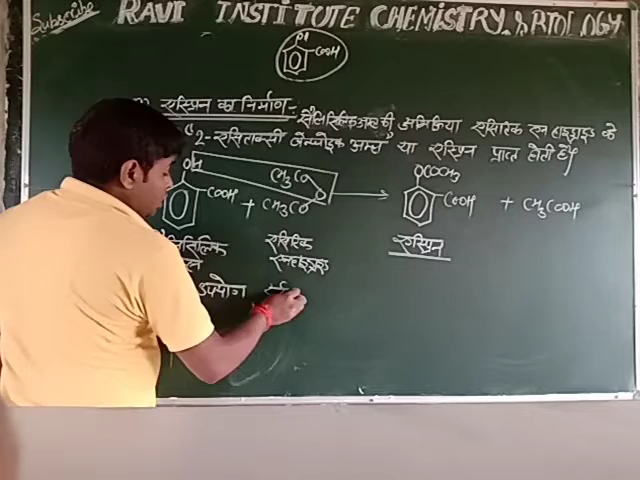 Subscribe
RAVI INSTITUTE CHEMISTRY & BIOLOGY
OH
COOH
एस्प्रिन का निर्माण:- सैलिसिलिक अम्ल की अभिक्रिया एसिटिक एनहाइड्राइड के
2-एसिटाक्सी बेन्जोइक अम्ल या एस्प्रिन प्राप्त होती है।
OH
COOH
+
CH3CO
CH3CO
O
OCOCH3
COOH
+ CH3COOH
एसिटिक
एनहाइड्राइड
एस्प्रिन
उपयोग